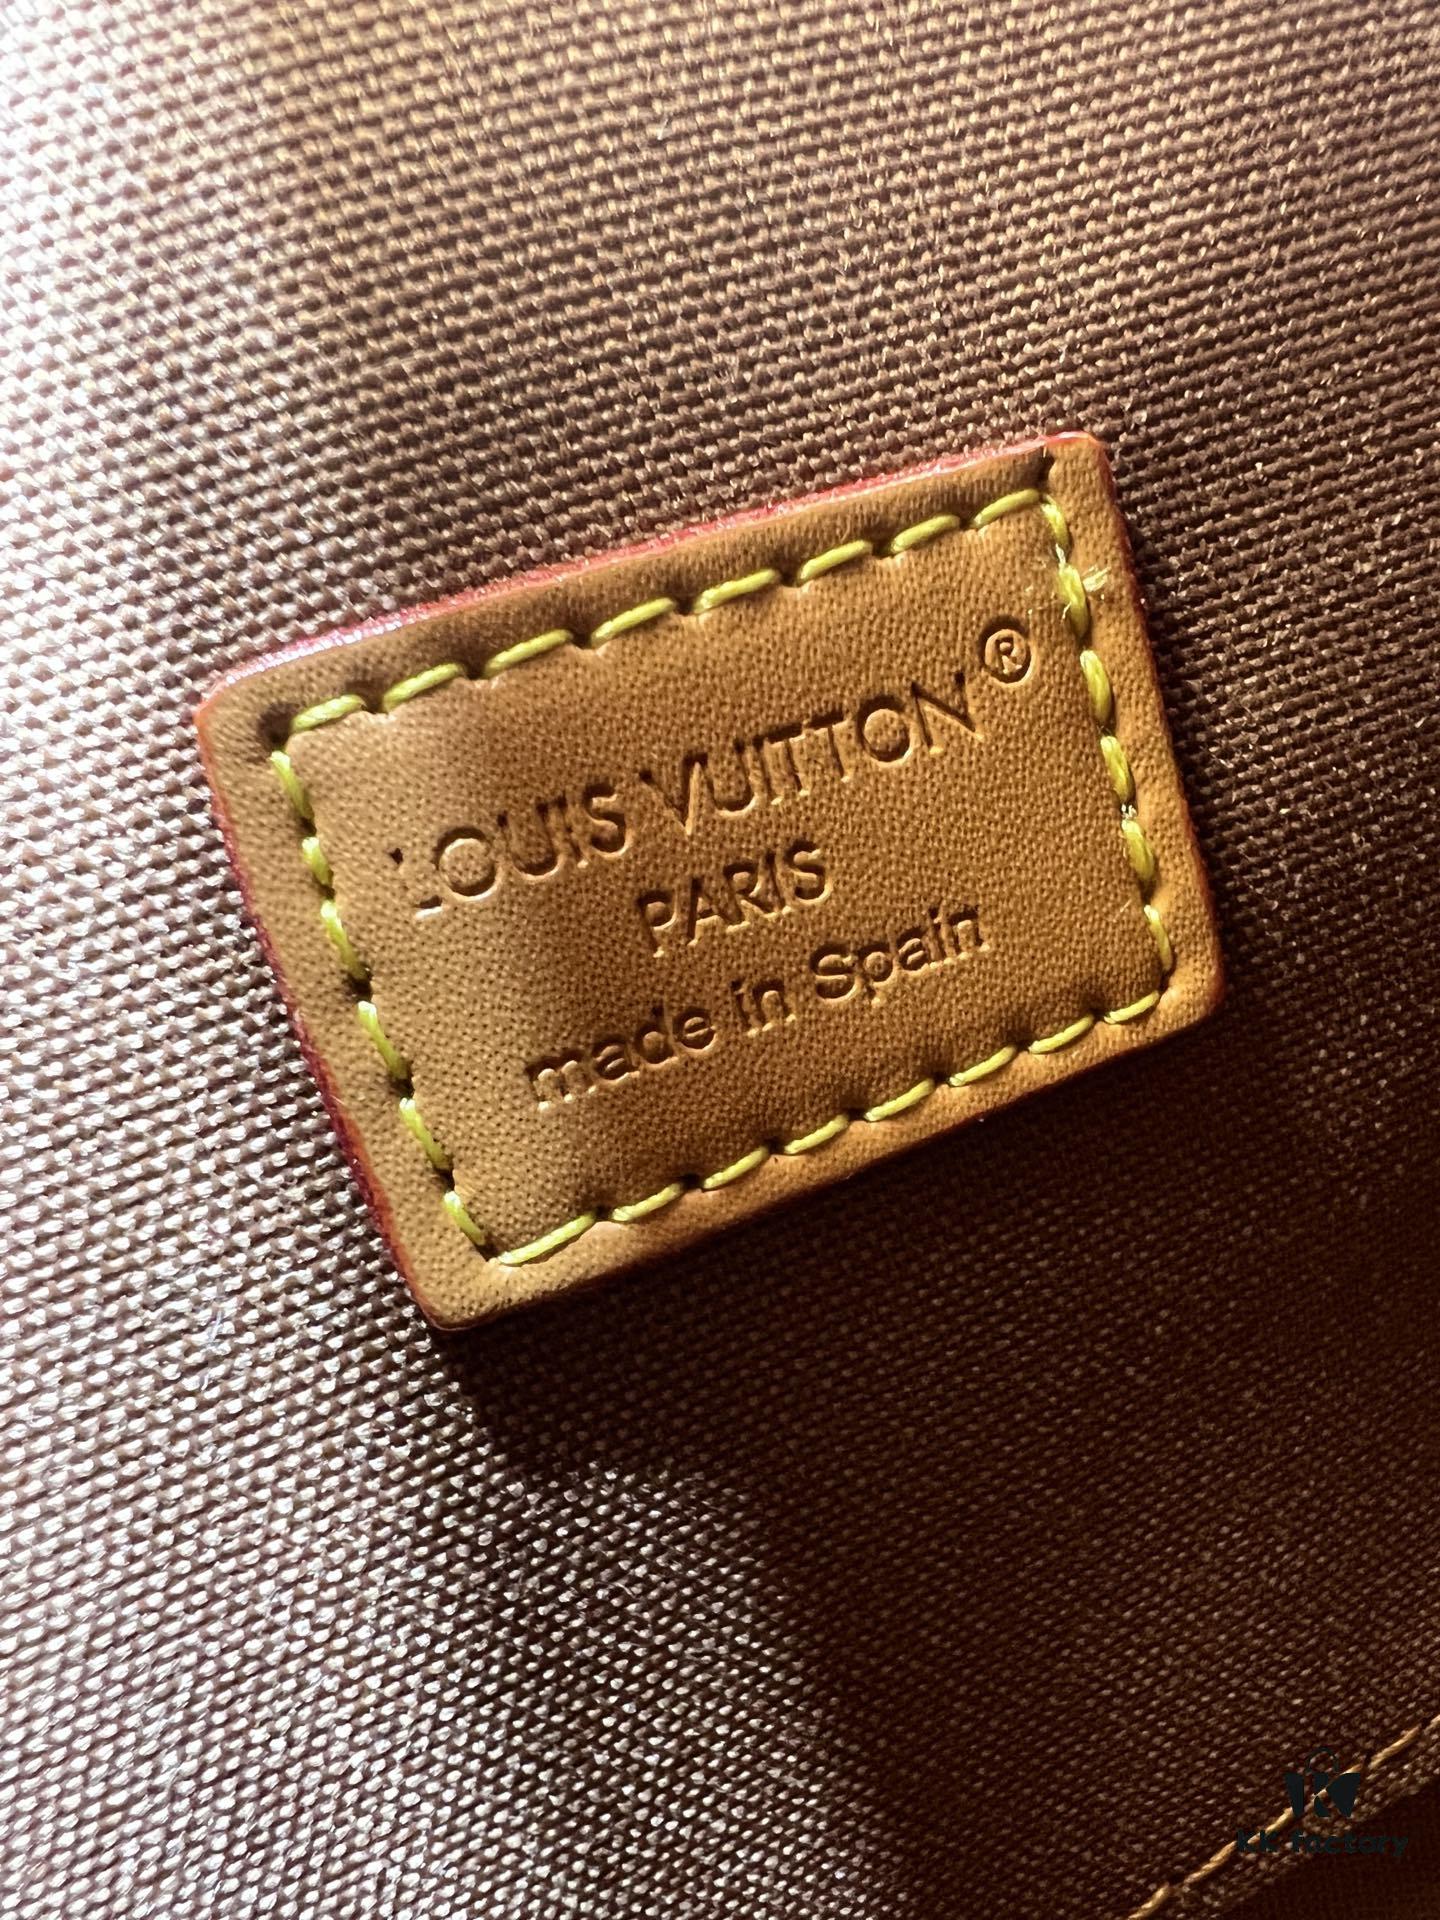 LOUIS VUITTON®
PARIS
made in Spain
KK factory